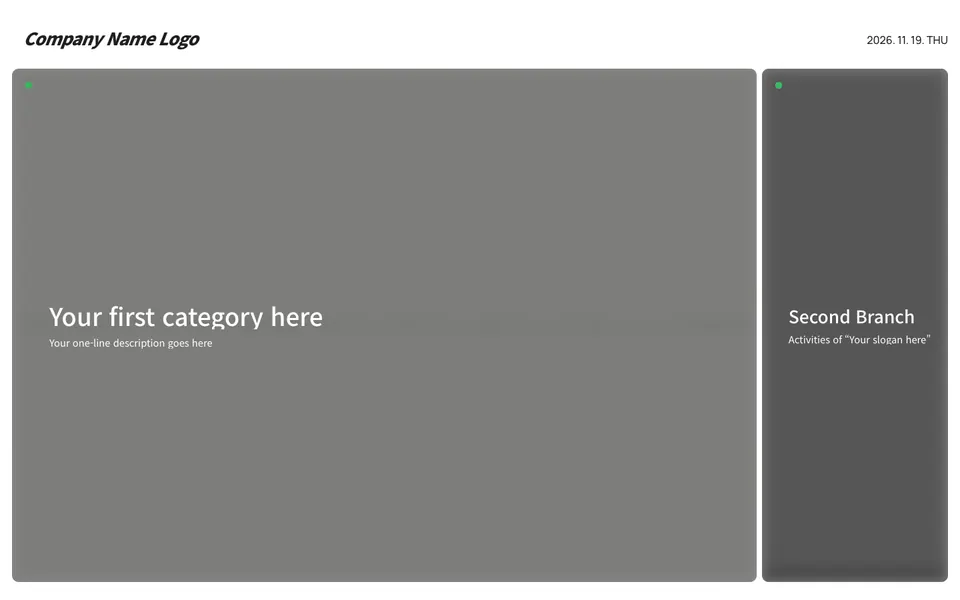 Company Name Logo
2026. 11. 19. THU
Your first category here
Your one-line description goes here
Second Branch
Activities of “Your slogan here”